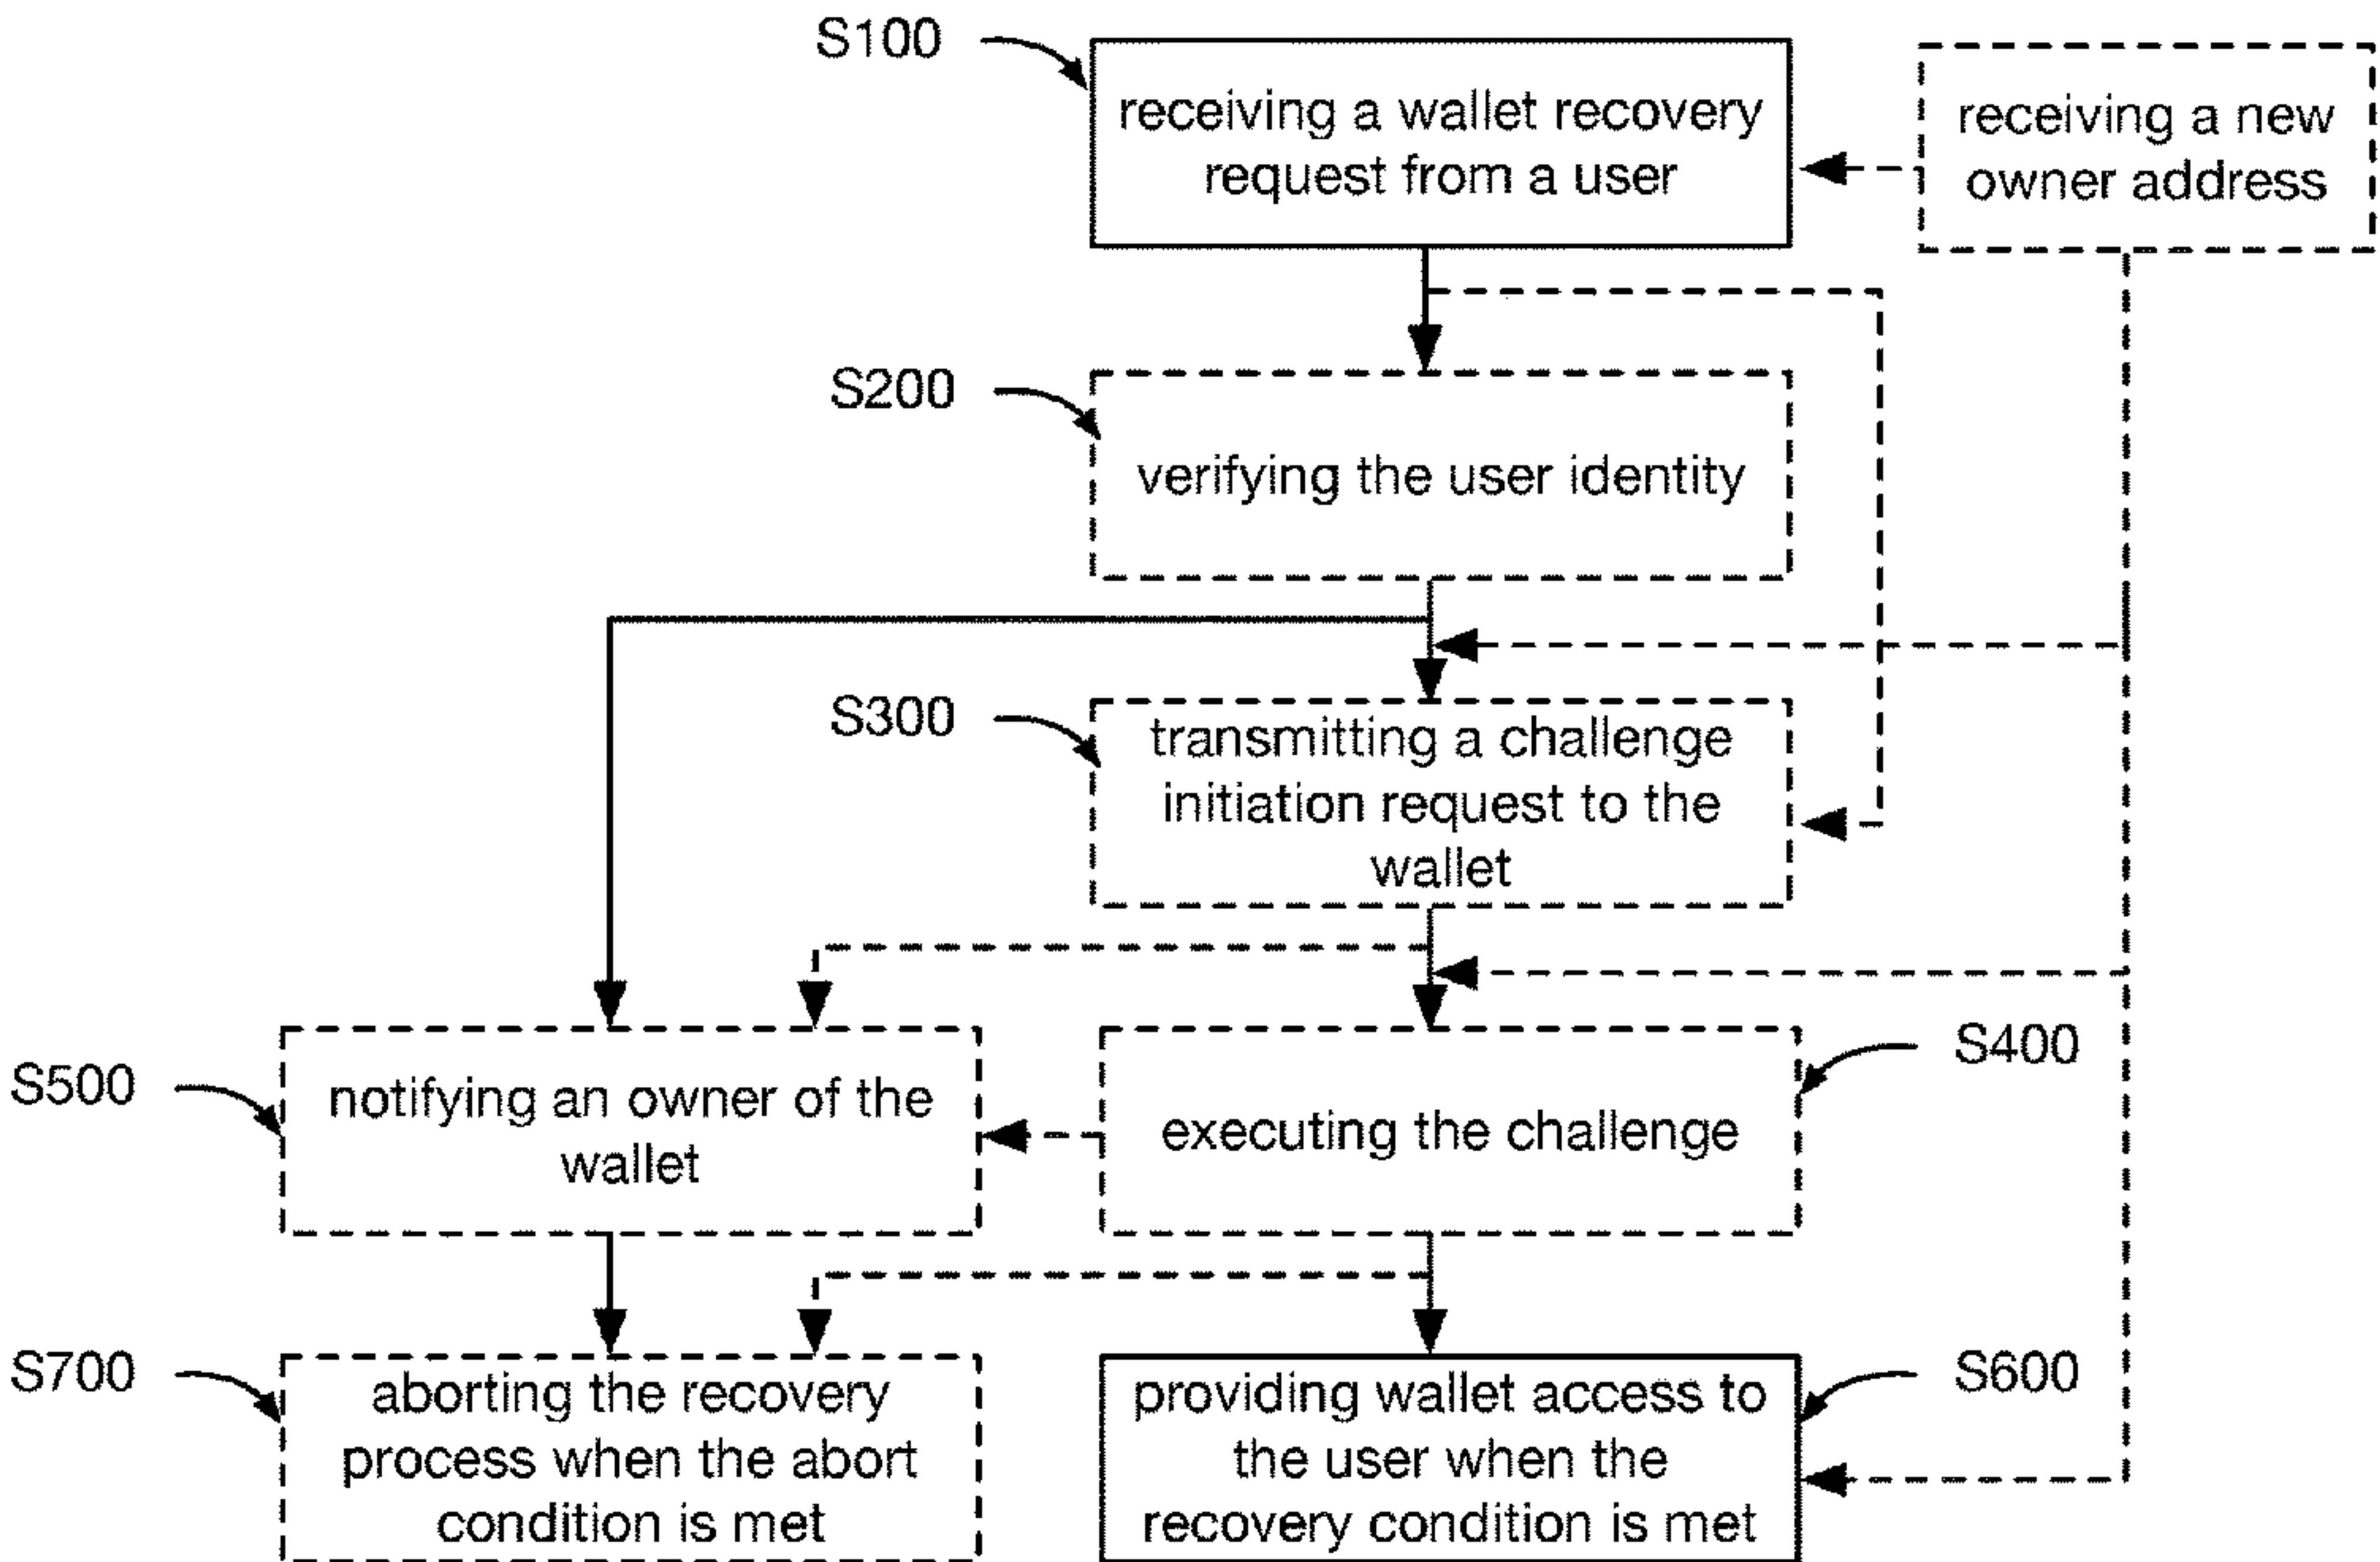 S100
receiving a wallet recovery
request from a user
receiving a new
owner address
S200
verifying the user identity
S300
transmitting a challenge
initiation request to the
wallet
S500
notifying an owner of the
wallet
executing the challenge
S400
S700
aborting the recovery
process when the abort
condition is met
providing wallet access to
the user when the
recovery condition is met
S600